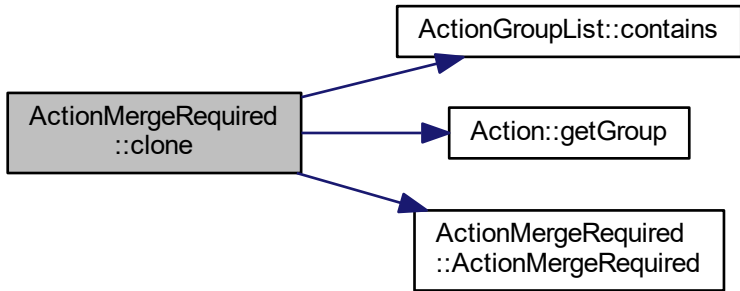 ActionMergeRequired
::clone
ActionGroupList::contains
Action::getGroup
ActionMergeRequired
::ActionMergeRequired